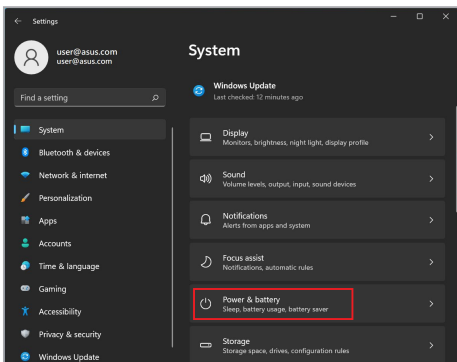 Settings
user@asus.com
user@asus.com
Find a setting
System
Bluetooth & devices
Network & internet
Personalization
Apps
Accounts
Time & language
Gaming
Accessibility
Privacy & security
Windows Update
System
Windows Update
Last checked: 12 minutes ago
Display
Monitors, brightness, night light, display profile
Sound
Volume levels, output, input, sound devices
Notifications
Alerts from apps and system
Focus assist
Notifications, automatic rules
Power & battery
Sleep, battery usage, battery saver
Storage
Storage space, drives, configuration rules